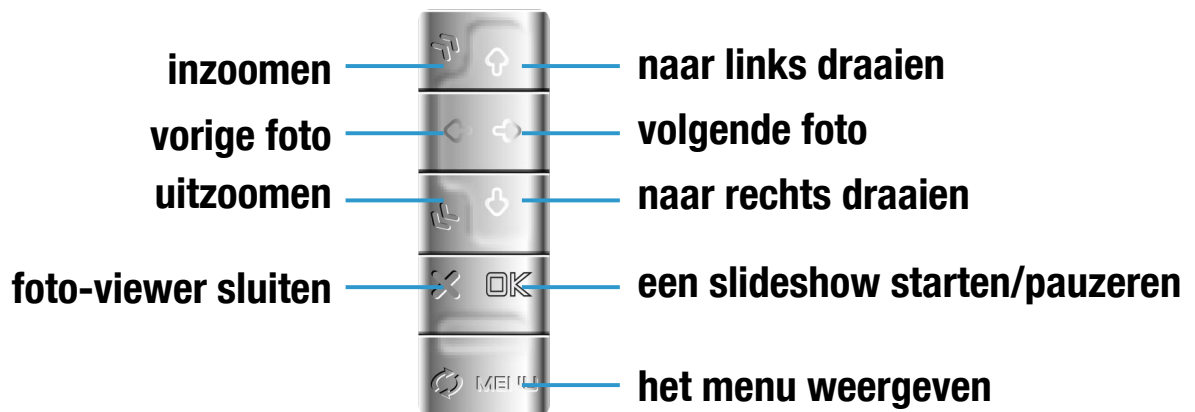 inzoomen
naar links draaien
vorige foto
volgende foto
uitzoomen
naar rechts draaien
foto-viewer sluiten
OK
een slideshow starten/pauzeren
MENU
het menu weergeven